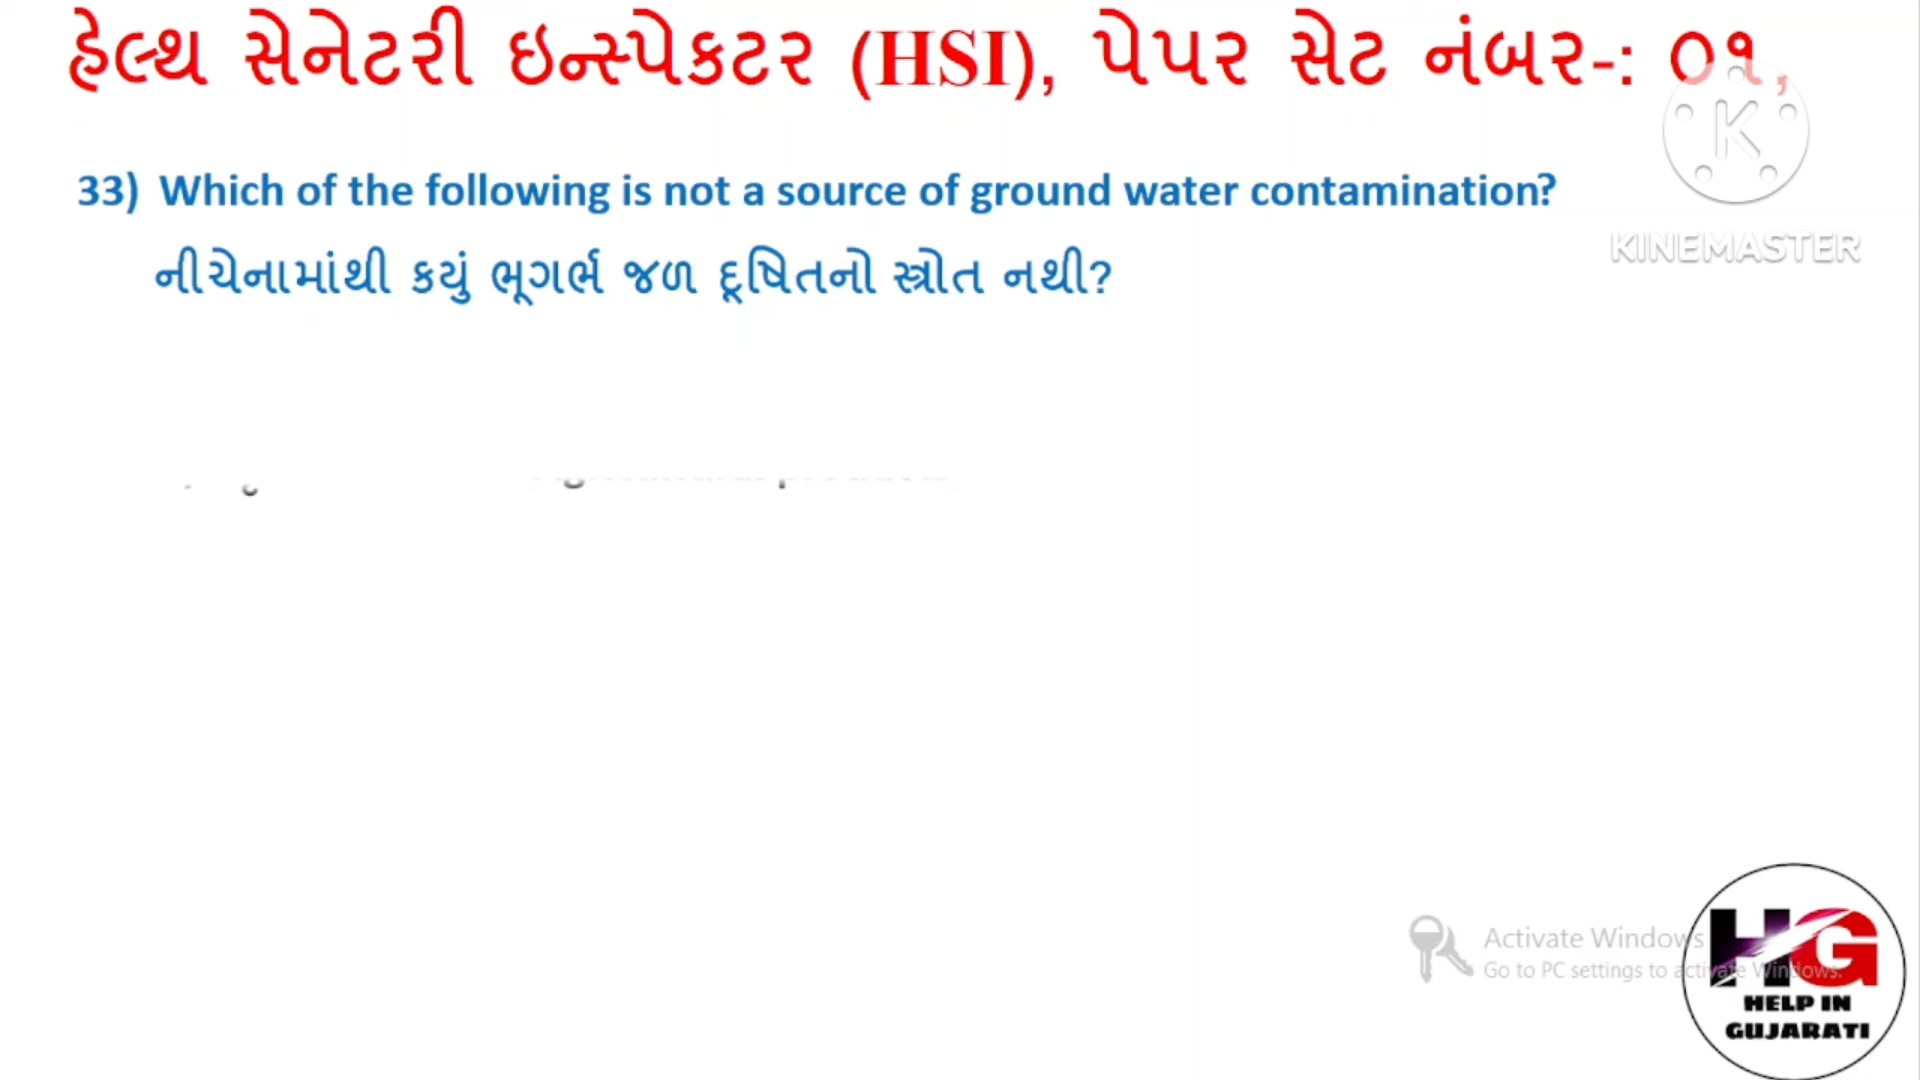 હેલ્થ સેનેટરી ઇન્સ્પેકટર (HSI), પેપર સેટ નંબર-: ૦૧,
33) Which of the following is not a source of ground water contamination?
નીચેનામાંથી કયું ભૂગર્ભ જળ દૂષિતનો સ્ત્રોત નથી?
K
KINEMASTER
Activate Windows
Go to PC settings to activate Windows.
HG
HELP IN
GUJARATI